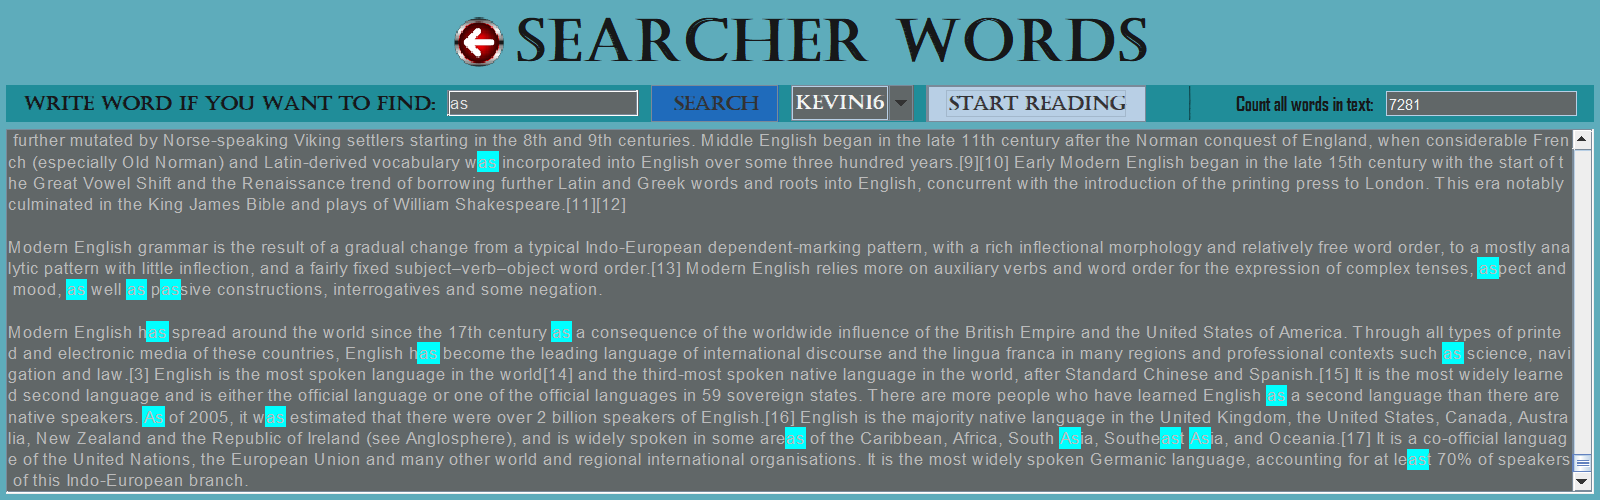 SEARCHER WORDS
WRITE WORD IF YOU WANT TO FIND: as SEARCH KEVIN16 START READING Count all words in text: 7281
further mutated by Norse-speaking Viking settlers starting in the 8th and 9th centuries. Middle English began in the late 11th century after the Norman conquest of England, when considerable Fren
ch (especially Old Norman) and Latin-derived vocabulary was incorporated into English over some three hundred years.[9][10] Early Modern English began in the late 15th century with the start of t
he Great Vowel Shift and the Renaissance trend of borrowing further Latin and Greek words and roots into English, concurrent with the introduction of the printing press to London. This era notably
culminated in the King James Bible and plays of William Shakespeare.[11][12]
Modern English grammar is the result of a gradual change from a typical Indo-European dependent-marking pattern, with a rich inflectional morphology and relatively free word order, to a mostly ana
lytic pattern with little inflection, and a fairly fixed subject–verb–object word order.[13] Modern English relies more on auxiliary verbs and word order for the expression of complex tenses, aspect and
mood, as well as passive constructions, interrogatives and some negation.
Modern English has spread around the world since the 17th century as a consequence of the worldwide influence of the British Empire and the United States of America. Through all types of printe
d and electronic media of these countries, English has become the leading language of international discourse and the lingua franca in many regions and professional contexts such as science, navi
gation and law.[3] English is the most spoken language in the world[14] and the third-most spoken native language in the world, after Standard Chinese and Spanish.[15] It is the most widely learne
d second language and is either the official language or one of the official languages in 59 sovereign states. There are more people who have learned English as a second language than there are
native speakers. As of 2005, it was estimated that there were over 2 billion speakers of English.[16] English is the majority native language in the United Kingdom, the United States, Canada, Austra
lia, New Zealand and the Republic of Ireland (see Anglosphere), and is widely spoken in some areas of the Caribbean, Africa, South Asia, Southeast Asia, and Oceania.[17] It is a co-official languag
e of the United Nations, the European Union and many other world and regional international organisations. It is the most widely spoken Germanic language, accounting for at least 70% of speakers
of this Indo-European branch.